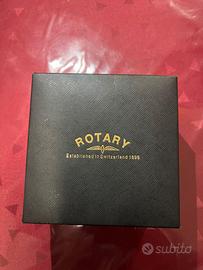 ROTARY
Established in Switzerland 1895
subito